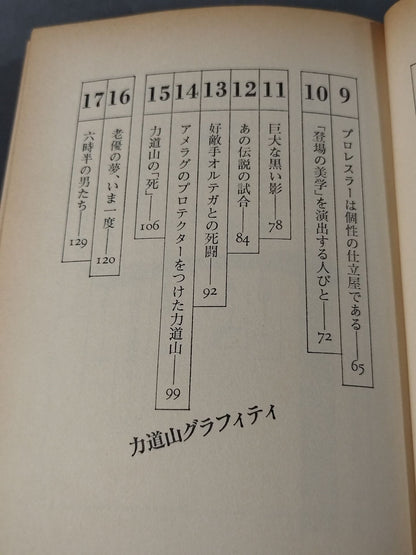 9 プロレスラーは個性の仕立屋である——65
10 「登場の美学」を演出する人びと——72
11 巨大な黒い影 78
12 あの伝説の試合 84
13 好敵手オルテガとの死闘——92
14 アメラグのプロテクターをつけた力道山——99
15 力道山の「死」——106
16 老優の夢、いま一度——120
17 六時半の男たち——129
力道山グラフィティ